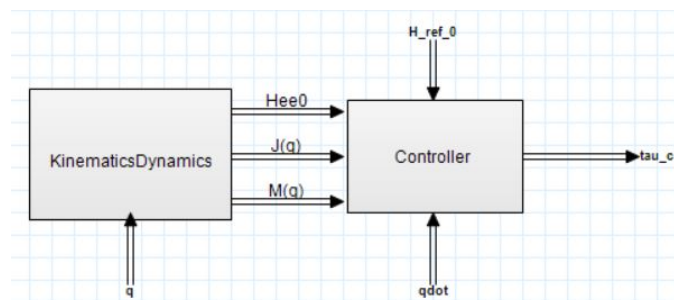 H_ref_0
Hee0
KinematicsDynamics
J(q)
Controller
tau_c
M(q)
q
qdot